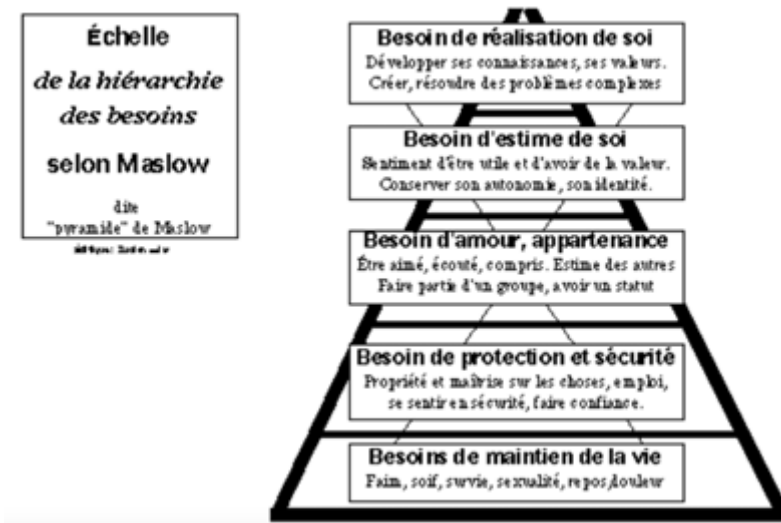 Échelle
de la hiérarchie
des besoins
selon Maslow
dite
"pyramide" de Maslow
Besoin de réalisation de soi
Développer ses connaissances, ses valeurs.
Créer, résoudre des problèmes complexes
Besoin d'estime de soi
Sentiment d'être utile et d'avoir de la valeur.
Conserver son autonomie, son identité.
Besoin d'amour, appartenance
Être aimé, écouté, compris. Estime des autres
Faire partie d'un groupe, avoir un statut
Besoin de protection et sécurité
Propriété et maîtrise sur les choses, emploi,
se sentir en sécurité, faire confiance.
Besoins de maintien de la vie
Faim, soif, survie, sexualité, repos/douleur